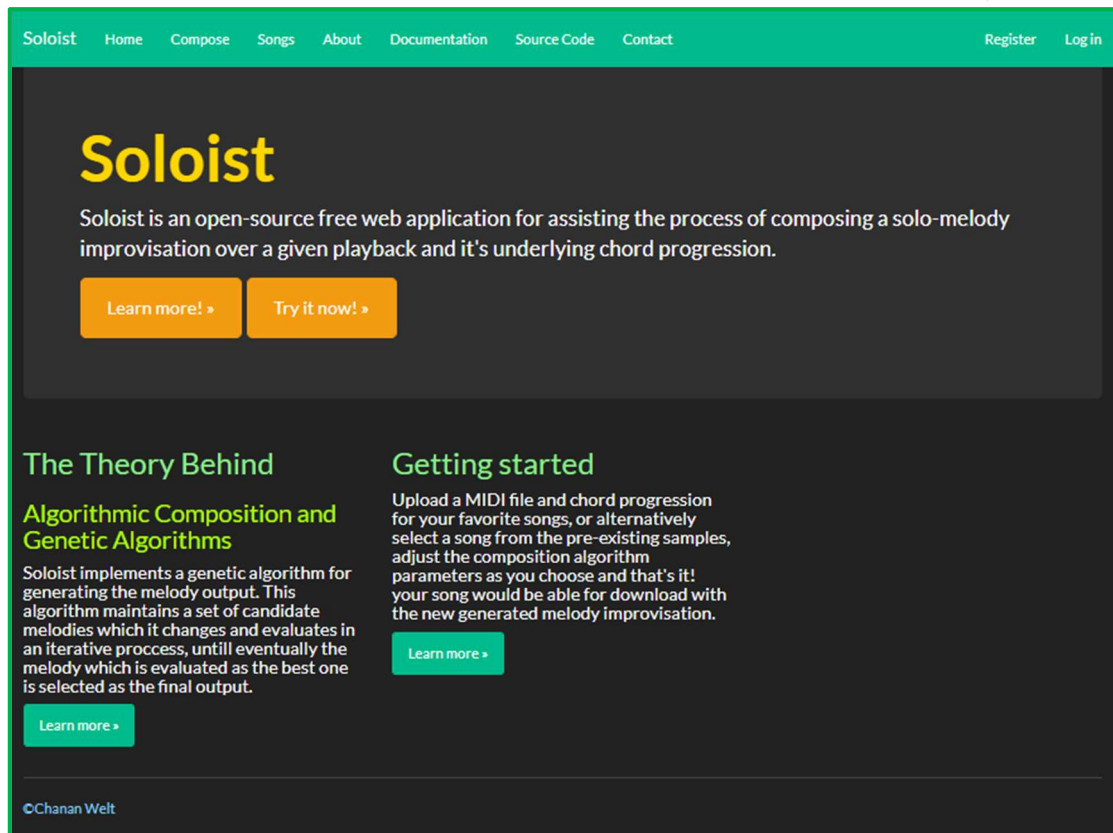 Soloist Home Compose Songs About Documentation Source Code Contact Register Log in
Soloist
Soloist is an open-source free web application for assisting the process of composing a solo-melody
improvisation over a given playback and it's underlying chord progression.
Learn more! » Try it now! »
The Theory Behind
Algorithmic Composition and
Genetic Algorithms
Soloist implements a genetic algorithm for
generating the melody output. This
algorithm maintains a set of candidate
melodies which it changes and evaluates in
an iterative proccess, untill eventually the
melody which is evaluated as the best one
is selected as the final output.
Learn more »
Getting started
Upload a MIDI file and chord progression
for your favorite songs, or alternatively
select a song from the pre-existing samples,
adjust the composition algorithm
parameters as you choose and that's it!
your song would be able for download with
the new generated melody improvisation.
Learn more »
©Chanan Welt